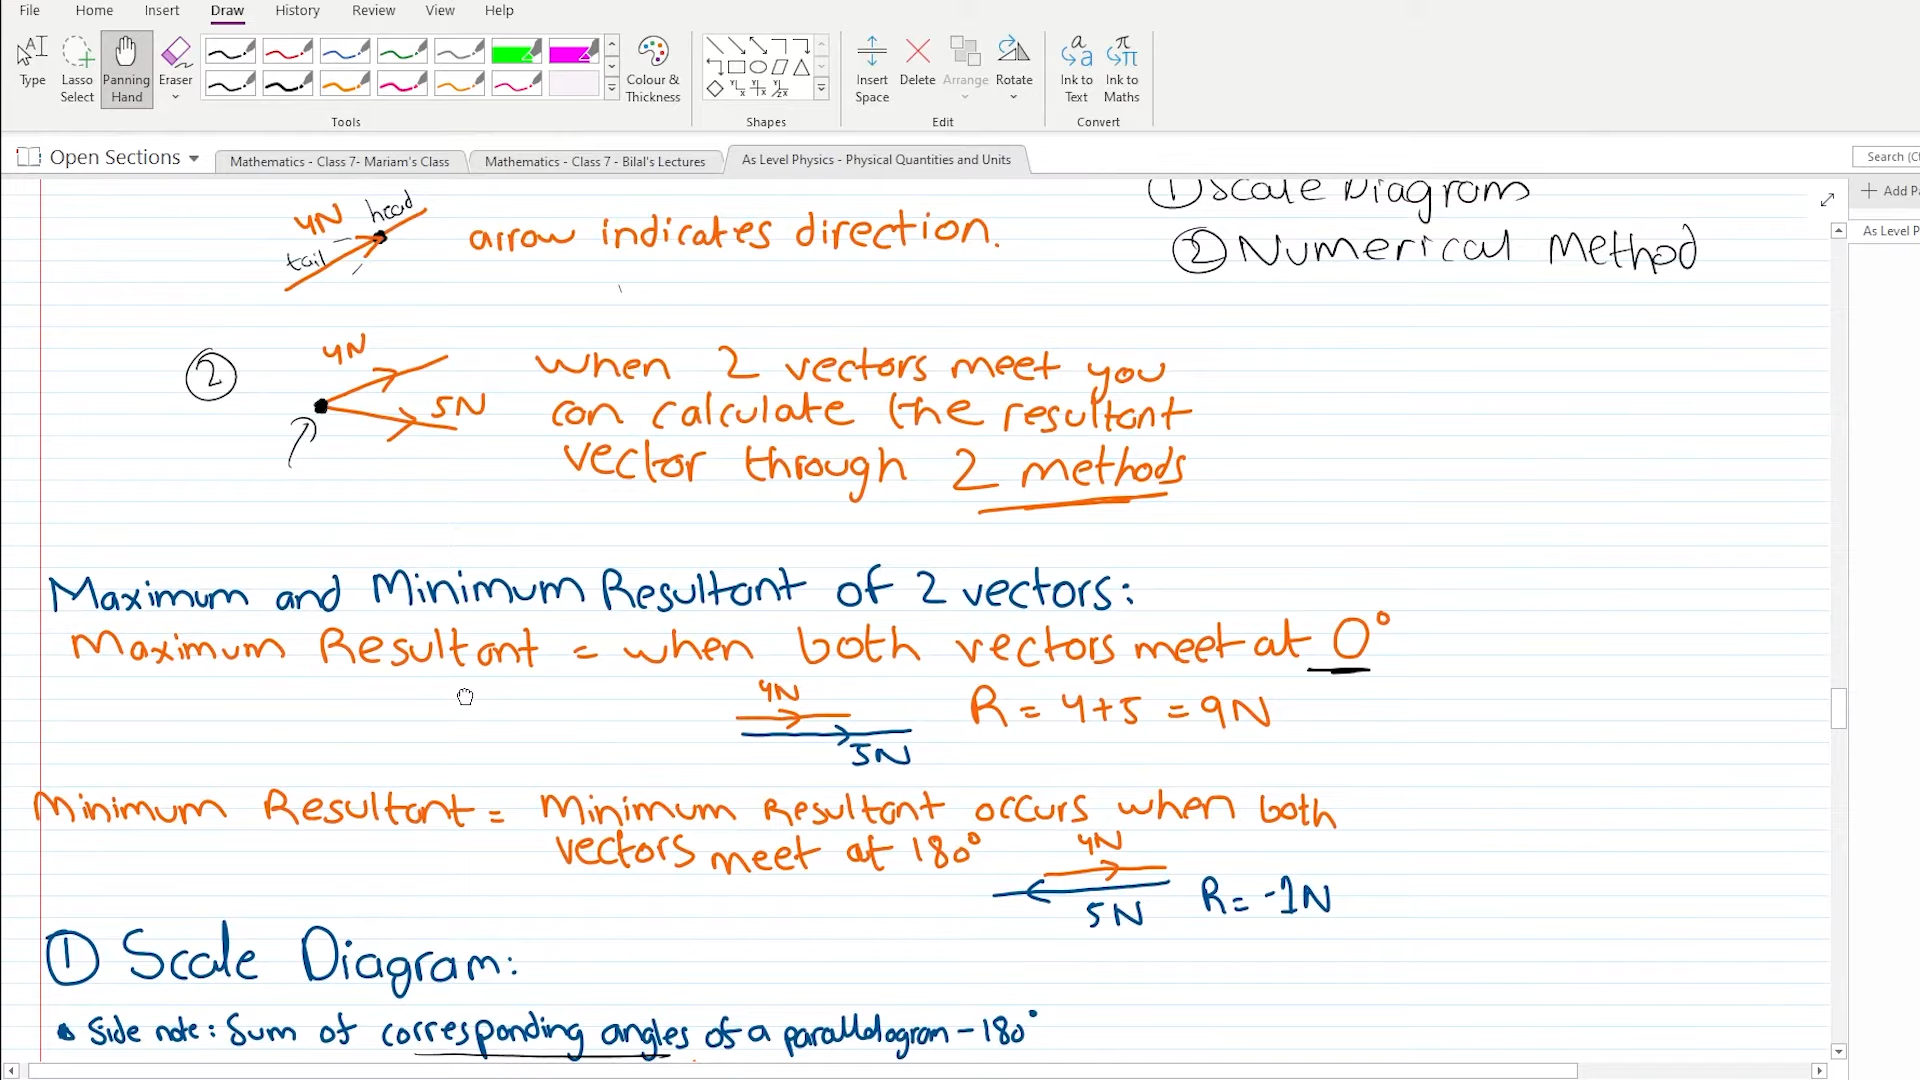 File Home Insert Draw History Review View Help
Type
Lasso Select
Panning Hand
Eraser
Colour & Thickness
Insert Space
Delete
Arrange
Rotate
Ink to Text
Ink to Maths
Tools
Shapes
Edit
Convert
Open Sections
Mathematics - Class 7- Mariam's Class
Mathematics - Class 7 - Bilal's Lectures
As Level Physics - Physical Quantities and Units
Search (Ct
Add Pa
As Level P
① Scale Diagram
② Numerical Method
4N head
tail
arrow indicates direction.
②
4N
5N
when 2 vectors meet you
can calculate the resultant
vector through 2 methods
Maximum and Minimum Resultant of 2 vectors:
Maximum Resultant = when both vectors meet at 0°
4N
5N
R = 4+5 = 9N
Minimum Resultant = Minimum Resultant occurs when both
vectors meet at 180°
4N
5N
R = -1N
① Scale Diagram:
• Side note: Sum of corresponding angles of a parallologram - 180°